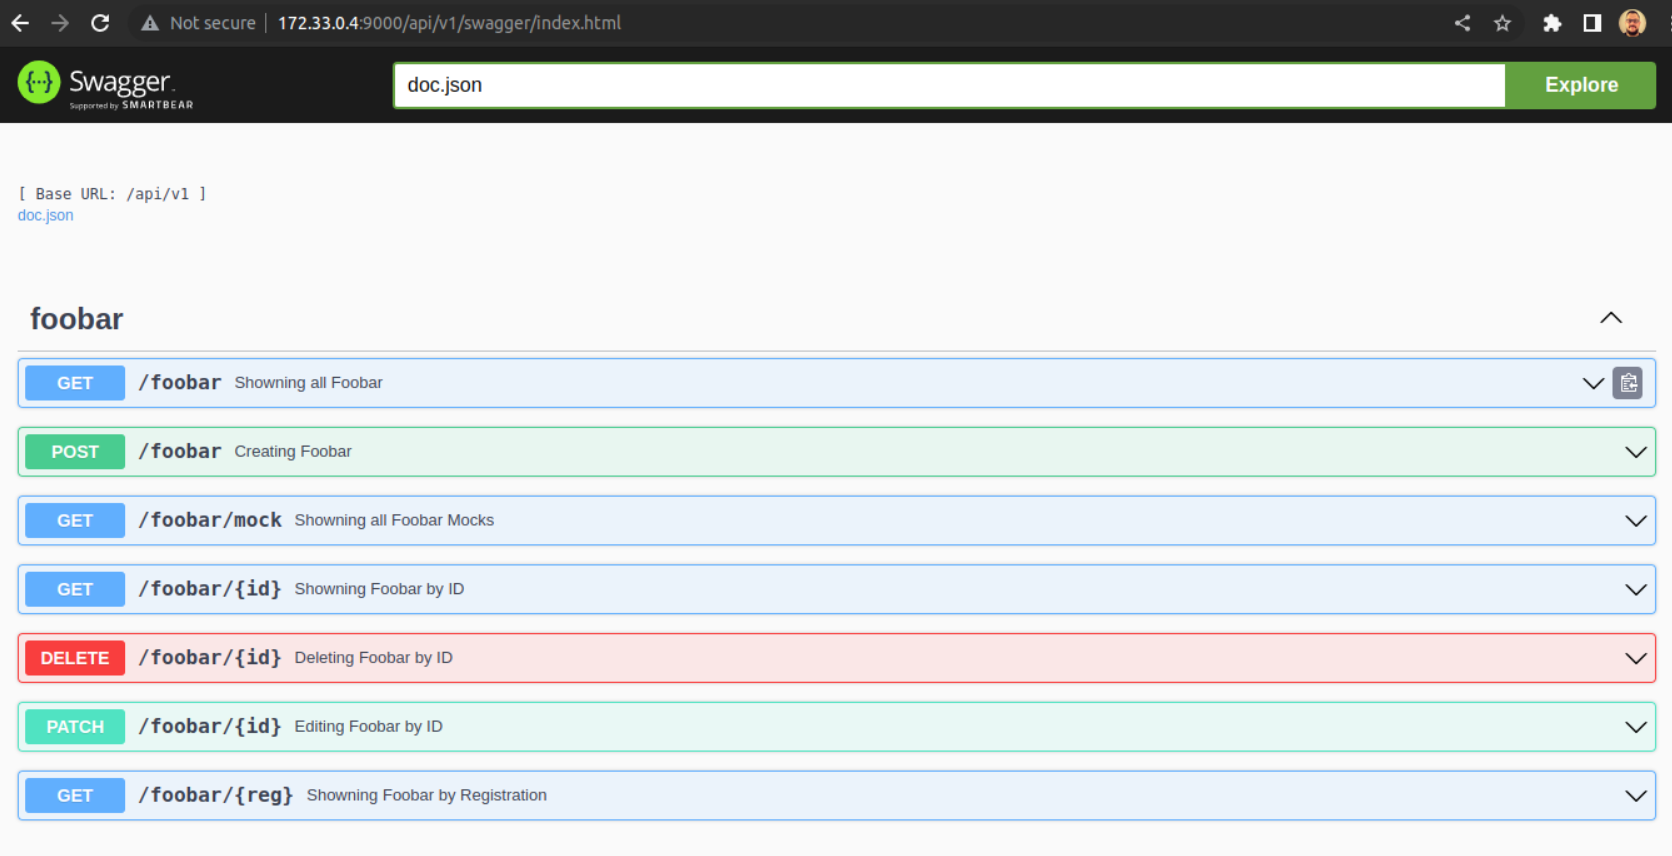 Not secure | 172.33.0.4:9000/api/v1/swagger/index.html
Swagger
Supported by SMARTBEAR
doc.json
Explore
[ Base URL: /api/v1 ]
doc.json
foobar
GET /foobar Showning all Foobar
POST /foobar Creating Foobar
GET /foobar/mock Showning all Foobar Mocks
GET /foobar/{id} Showning Foobar by ID
DELETE /foobar/{id} Deleting Foobar by ID
PATCH /foobar/{id} Editing Foobar by ID
GET /foobar/{reg} Showning Foobar by Registration